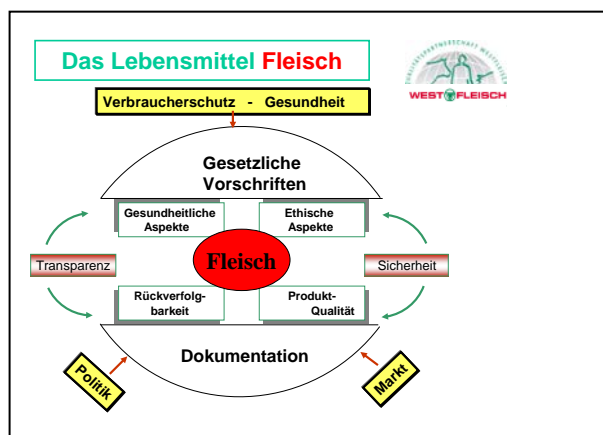 Das Lebensmittel Fleisch
WESTFLEISCH
Verbraucherschutz - Gesundheit
Gesetzliche
Vorschriften
Gesundheitliche
Aspekte
Ethische
Aspekte
Transparenz
Fleisch
Sicherheit
Rückverfolg-
barkeit
Produkt-
Qualität
Dokumentation
Politik
Markt